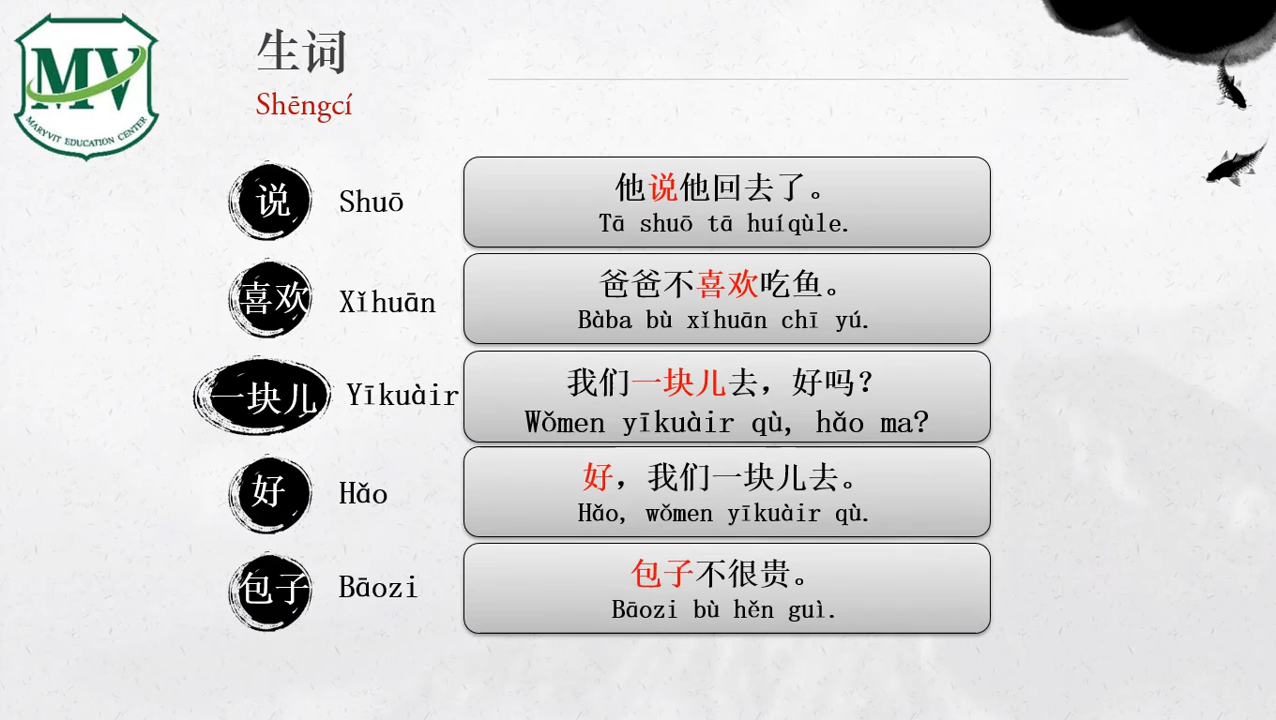 MV
MARYVIT EDUCATION CENTER
生词
Shēngcí
说 Shuō
他说他回去了。
Tā shuō tā huíqùle.
喜欢 Xǐhuān
爸爸不喜欢吃鱼。
Bàba bù xǐhuān chī yú.
一块儿 Yīkuàir
我们一块儿去，好吗？
Wǒmen yīkuàir qù, hǎo ma?
好 Hǎo
好，我们一块儿去。
Hǎo, wǒmen yīkuàir qù.
包子 Bāozi
包子不很贵。
Bāozi bù hěn guì.